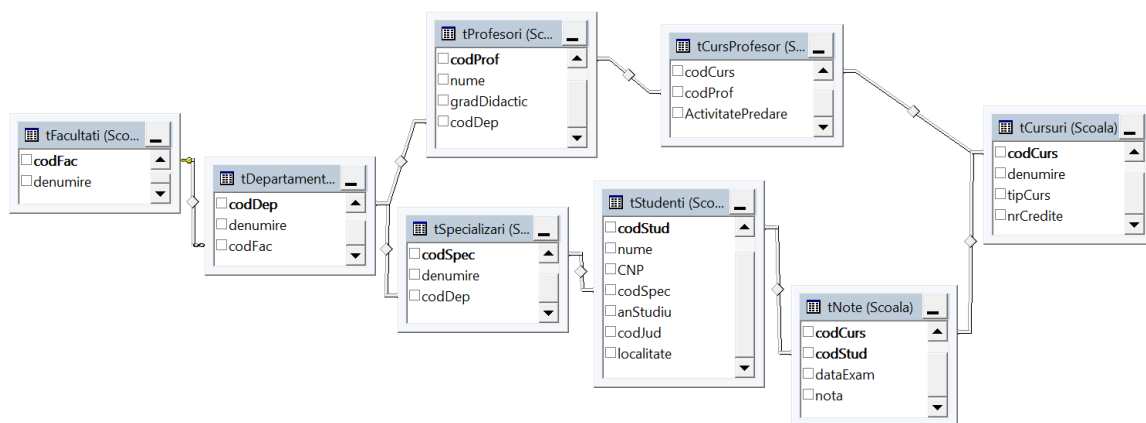 tFacultati (Sco...
codFac
denumire
tDepartament...
codDep
denumire
codFac
tProfesori (Sc...
codProf
nume
gradDidactic
codDep
tSpecializari (S...
codSpec
denumire
codDep
tCursProfesor (S...
codCurs
codProf
ActivitatePredare
tStudenti (Sco...
codStud
nume
CNP
codSpec
anStudiu
codJud
localitate
tNote (Scoala)
codCurs
codStud
dataExam
nota
tCursuri (Scoala)
codCurs
denumire
tipCurs
nrCredite